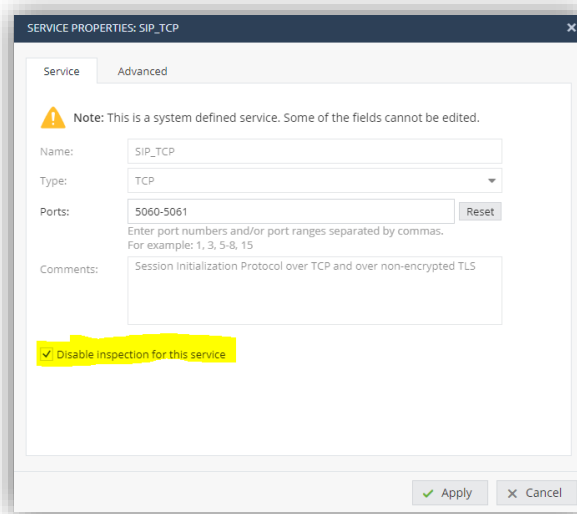 SERVICE PROPERTIES: SIP_TCP
Service Advanced
Note: This is a system defined service. Some of the fields cannot be edited.
Name: SIP_TCP
Type: TCP
Ports: 5060-5061 Reset
Enter port numbers and/or port ranges separated by commas.
For example: 1, 3, 5-8, 15
Comments: Session Initialization Protocol over TCP and over non-encrypted TLS
Disable inspection for this service
Apply Cancel